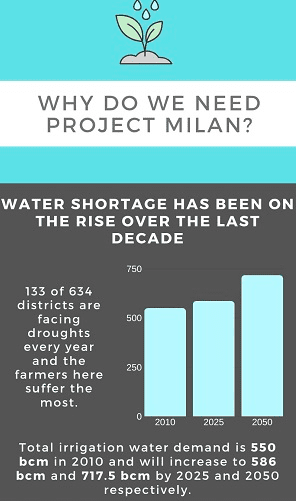 WHY DO WE NEED
PROJECT MILAN?
WATER SHORTAGE HAS BEEN ON
THE RISE OVER THE LAST
DECADE
133 of 634
districts are
facing
droughts
every year
and the
farmers here
suffer the
most.
750
500
250
0
2010
2025
2050
Total irrigation water demand is 550
bcm in 2010 and will increase to 586
bcm and 717.5 bcm by 2025 and 2050
respectively.